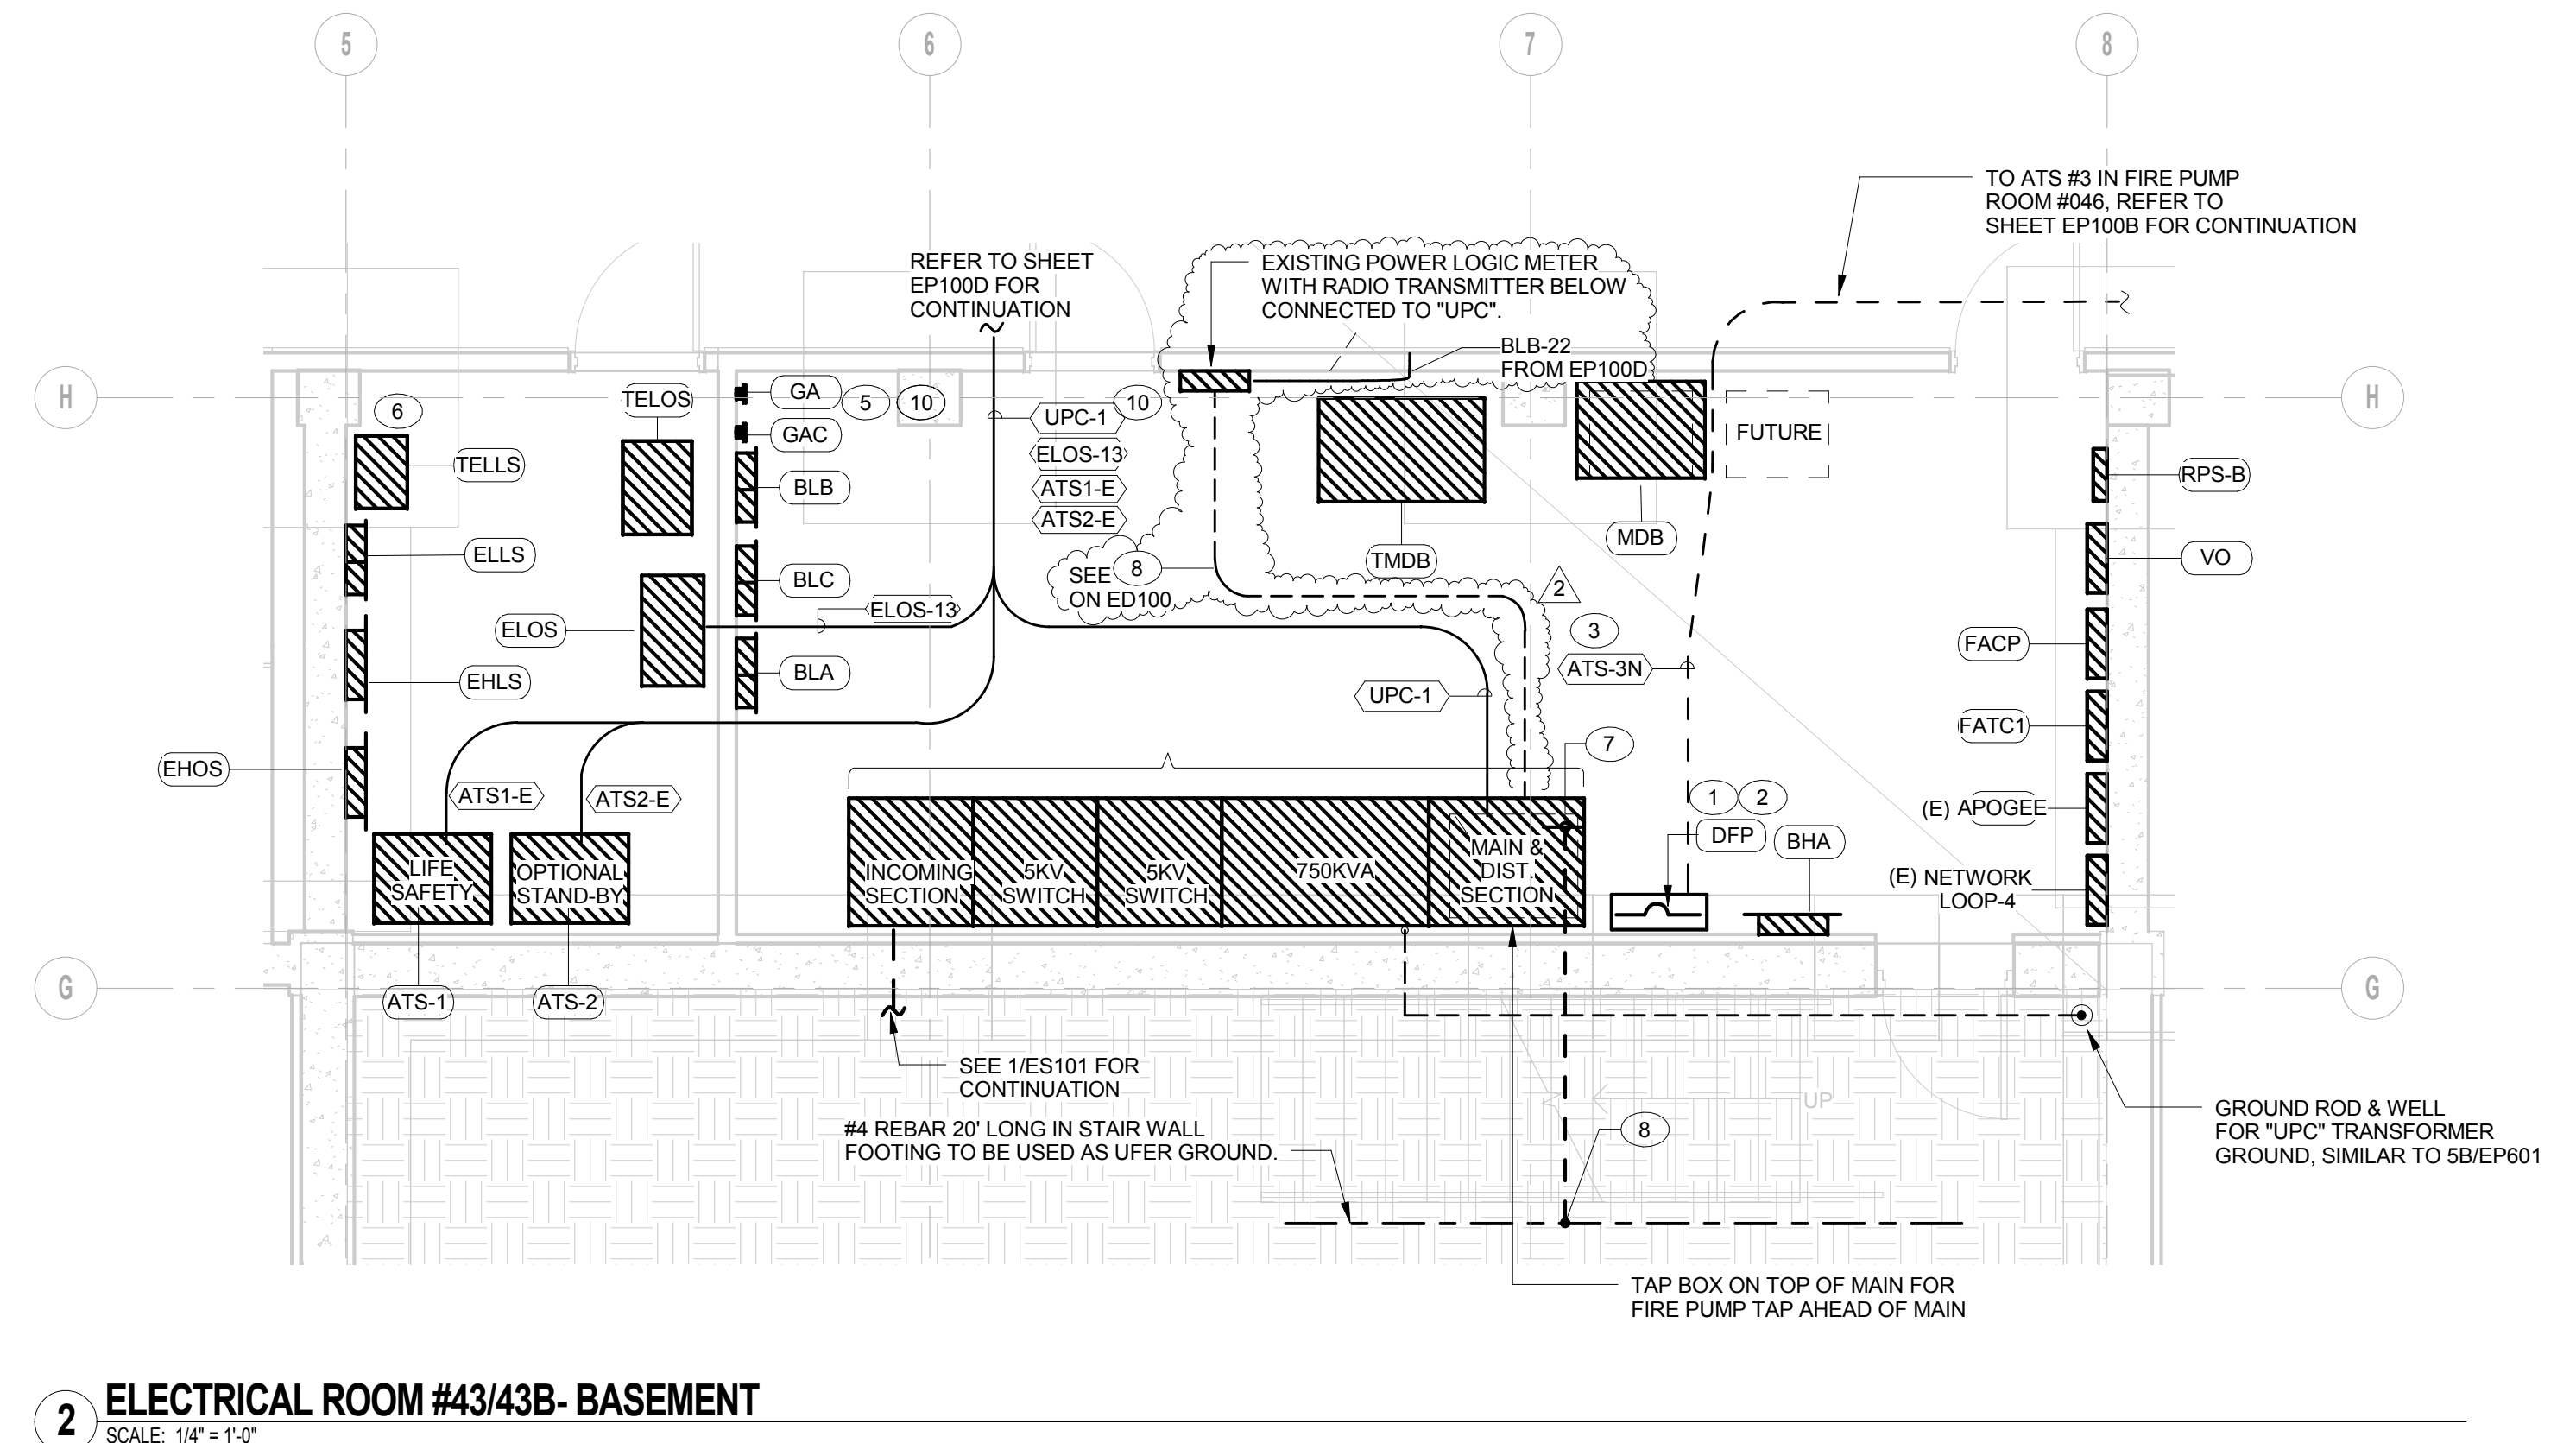 5
6
7
8
TO ATS #3 IN FIRE PUMP
ROOM #046, REFER TO
SHEET EP100B FOR CONTINUATION
REFER TO SHEET
EP100D FOR
CONTINUATION
EXISTING POWER LOGIC METER
WITH RADIO TRANSMITTER BELOW
CONNECTED TO "UPC".
BLB-22
FROM EP100D
H
H
6
TELOS
GA
5
10
GAC
UPC-1
10
ELOS-13
ATS1-E
ATS2-E
FUTURE
TELLS
BLB
RPS-B
ELLS
BLC
SEE 8
ON ED100
TMDB
MDB
VO
2
ELOS-13
ELOS
3
FACP
EHLS
BLA
ATS-3N
UPC-1
FATC1
7
EHOS
ATS1-E
ATS2-E
1
2
DFP
BHA
(E) APOGEE
LIFE
SAFETY
OPTIONAL
STAND-BY
INCOMING
SECTION
5KV
SWITCH
5KV
SWITCH
750KVA
MAIN &
DIST.
SECTION
(E) NETWORK
LOOP-4
G
G
ATS-1
ATS-2
SEE 1/ES101 FOR
CONTINUATION
UP
#4 REBAR 20' LONG IN STAIR WALL
FOOTING TO BE USED AS UFER GROUND.
8
GROUND ROD & WELL
FOR "UPC" TRANSFORMER
GROUND, SIMILAR TO 5B/EP601
TAP BOX ON TOP OF MAIN FOR
FIRE PUMP TAP AHEAD OF MAIN
2
ELECTRICAL ROOM #43/43B- BASEMENT
SCALE: 1/4" = 1'-0"